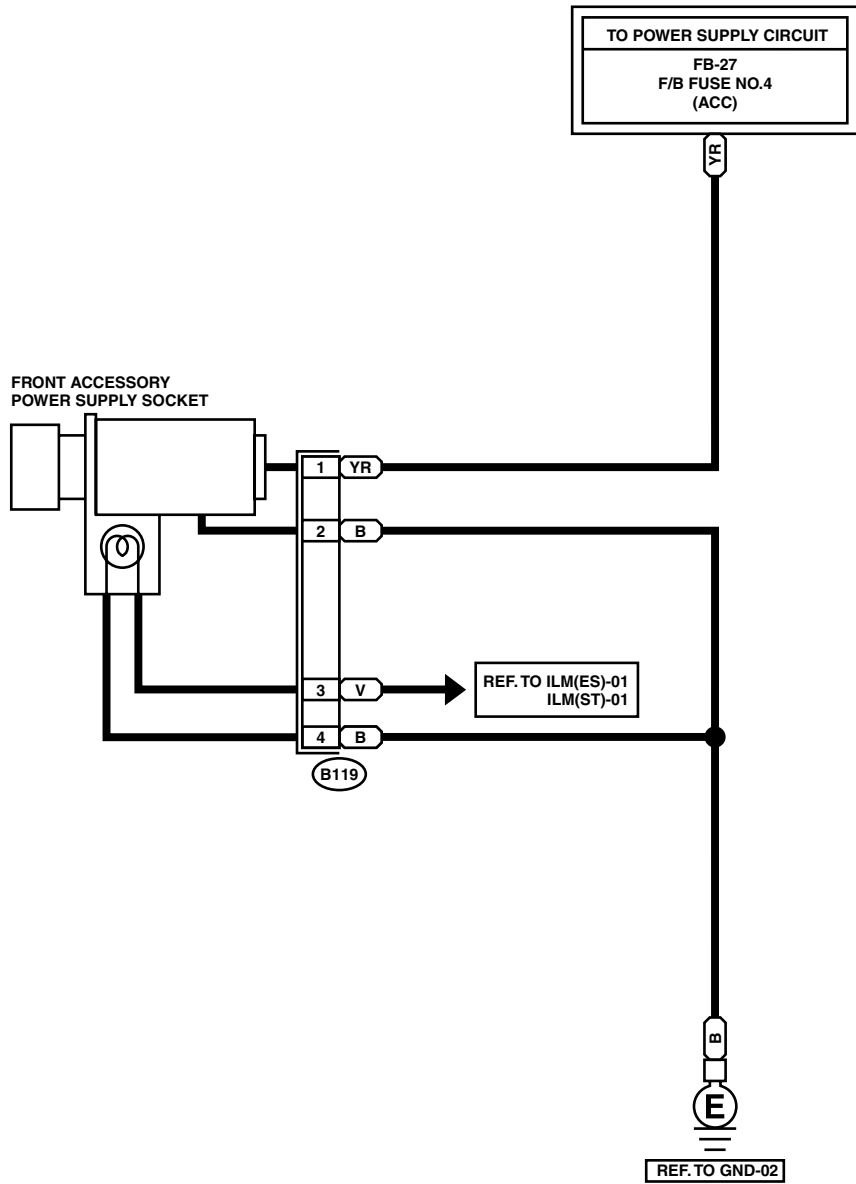 TO POWER SUPPLY CIRCUIT
FB-27
F/B FUSE NO.4
(ACC)
YR
FRONT ACCESSORY
POWER SUPPLY SOCKET
1 YR
2 B
3 V
REF. TO ILM(ES)-01
ILM(ST)-01
4 B
B119
B
E
REF. TO GND-02